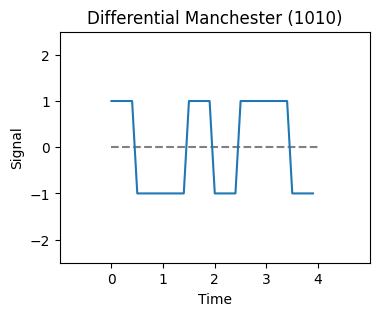 Differential Manchester (1010)
2
1
0
−1
−2
Signal
0 1 2 3 4
Time